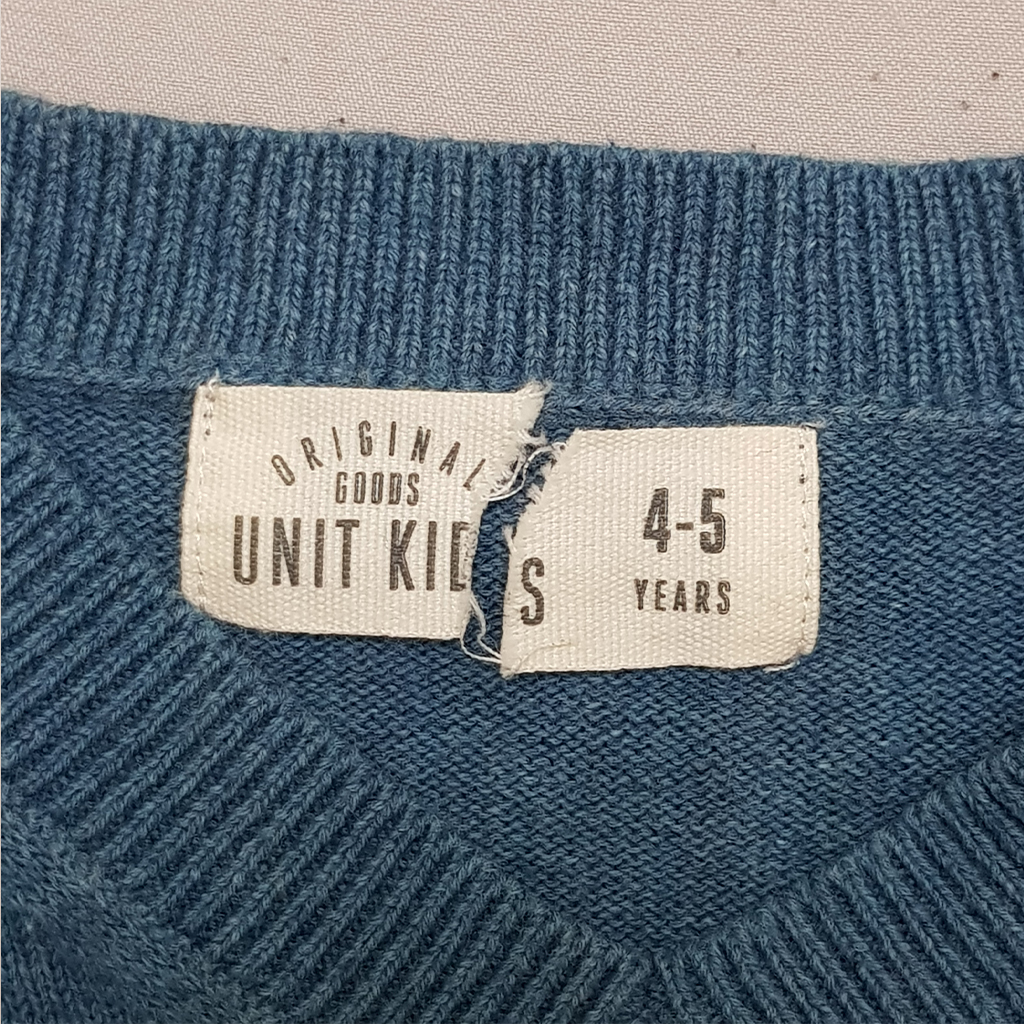 ORIGINAL
GOODS
UNIT KIDS
4-5
YEARS